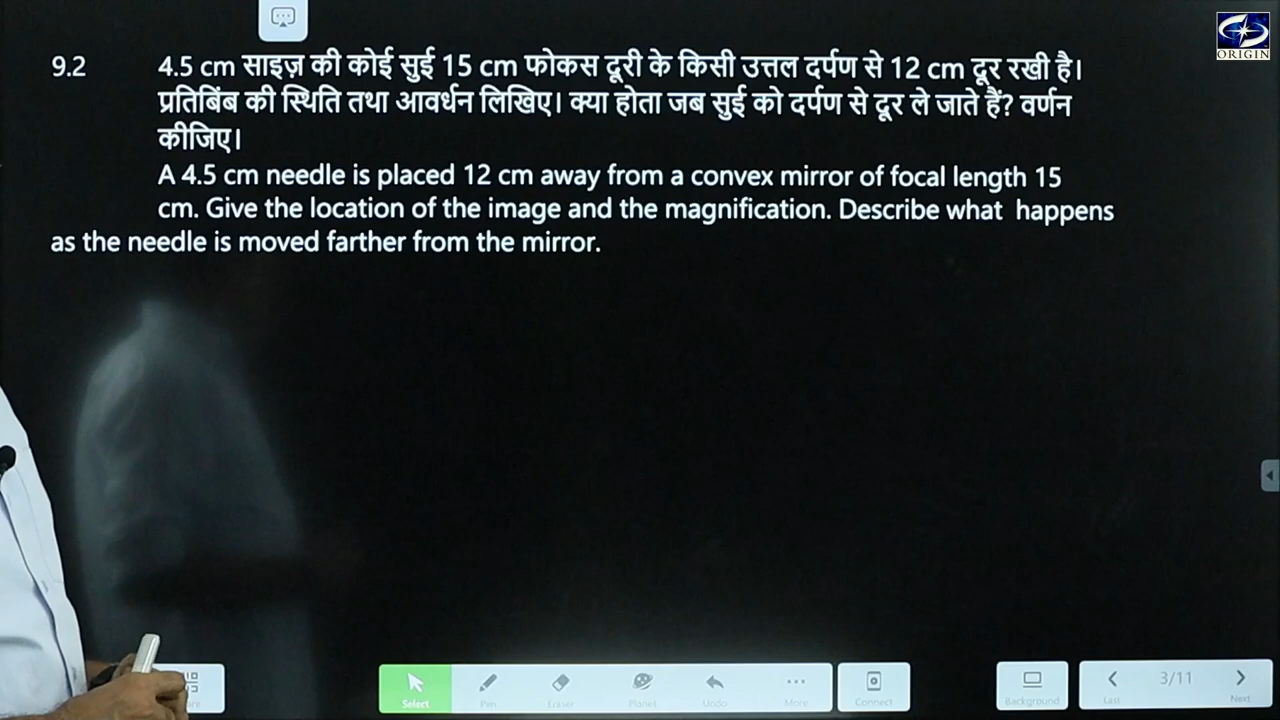 ORIGIN
9.2 4.5 cm साइज़ की कोई सुई 15 cm फोकस दूरी के किसी उत्तल दर्पण से 12 cm दूर रखी है।
प्रतिबिंब की स्थिति तथा आवर्धन लिखिए। क्या होता जब सुई को दर्पण से दूर ले जाते हैं? वर्णन
कीजिए।
A 4.5 cm needle is placed 12 cm away from a convex mirror of focal length 15
cm. Give the location of the image and the magnification. Describe what happens
as the needle is moved farther from the mirror.
Select Pen Eraser Planet Undo More Connect Background Last 3/11 Next